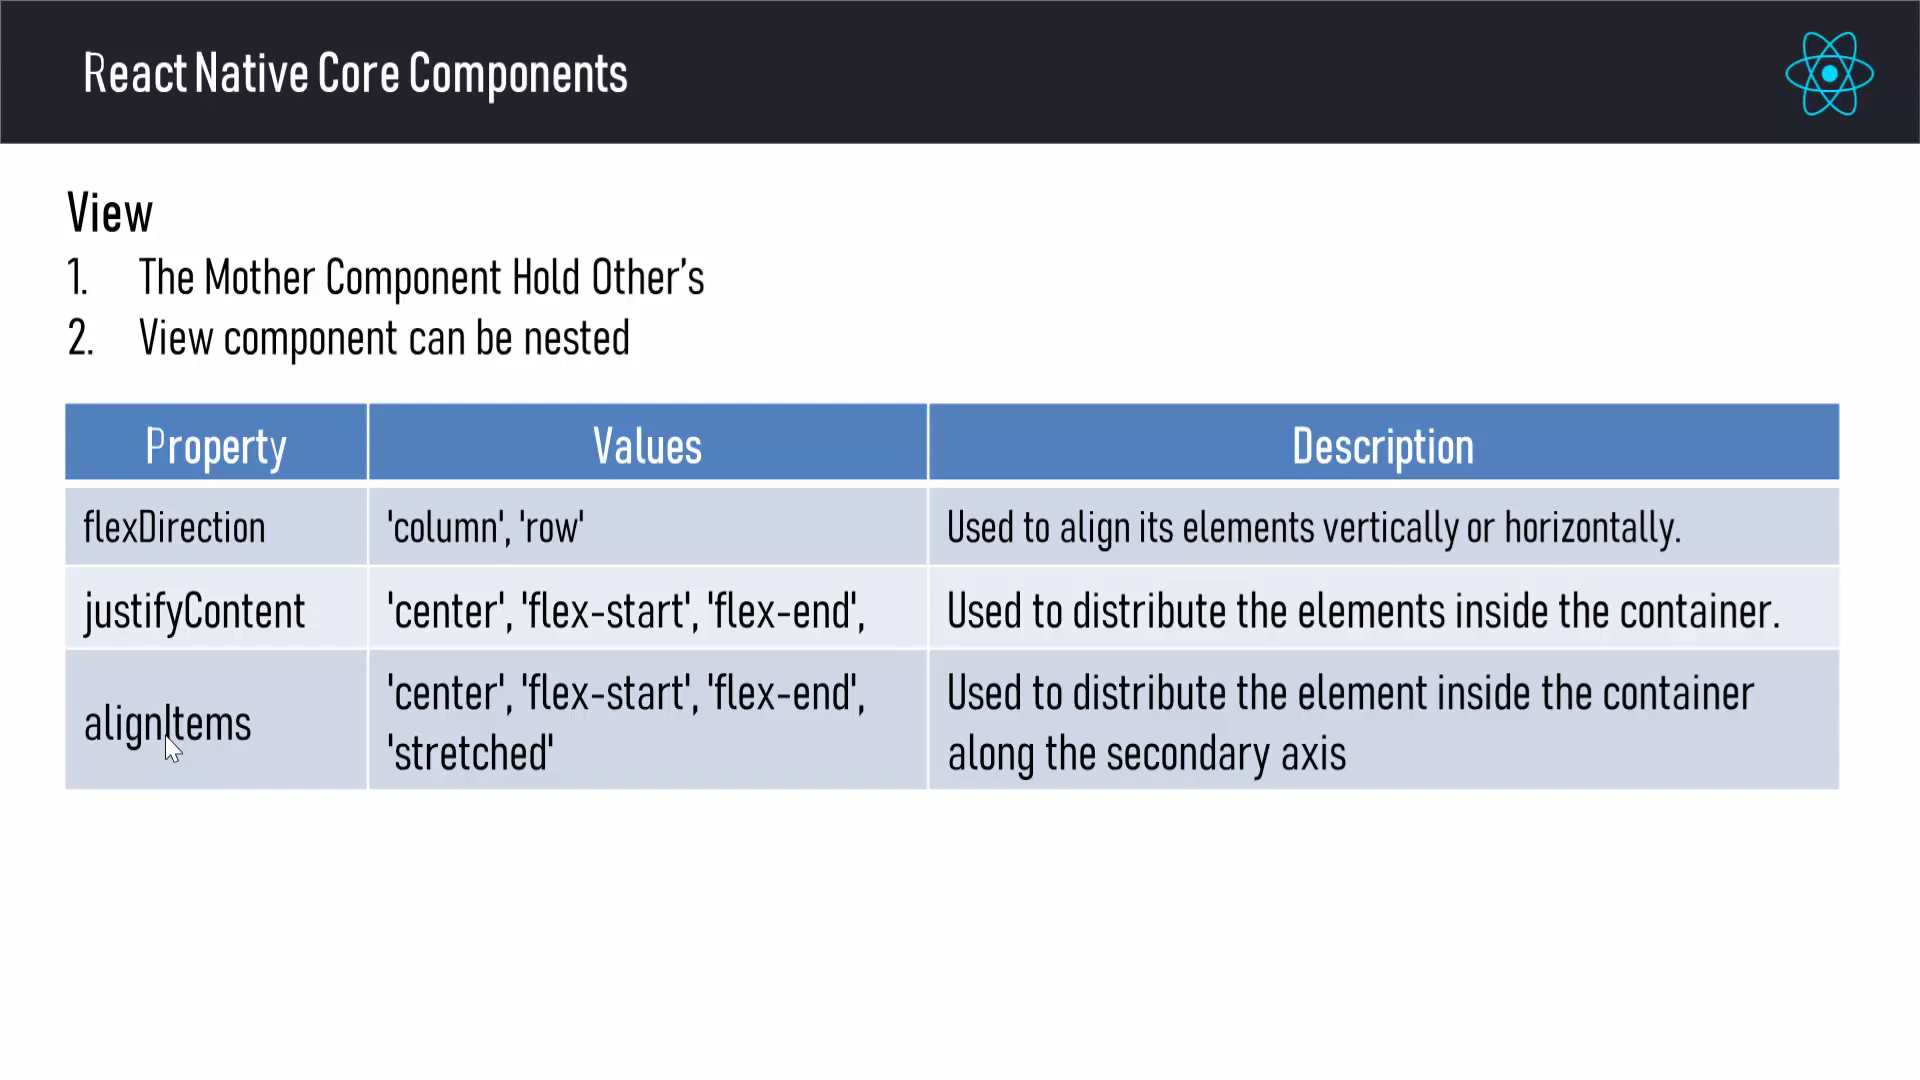 React Native Core Components
View
1. The Mother Component Hold Other’s
2. View component can be nested
Property Values Description
flexDirection 'column', 'row' Used to align its elements vertically or horizontally.
justifyContent 'center', 'flex-start', 'flex-end', Used to distribute the elements inside the container.
alignItems 'center', 'flex-start', 'flex-end', Used to distribute the element inside the container
'stretched' along the secondary axis